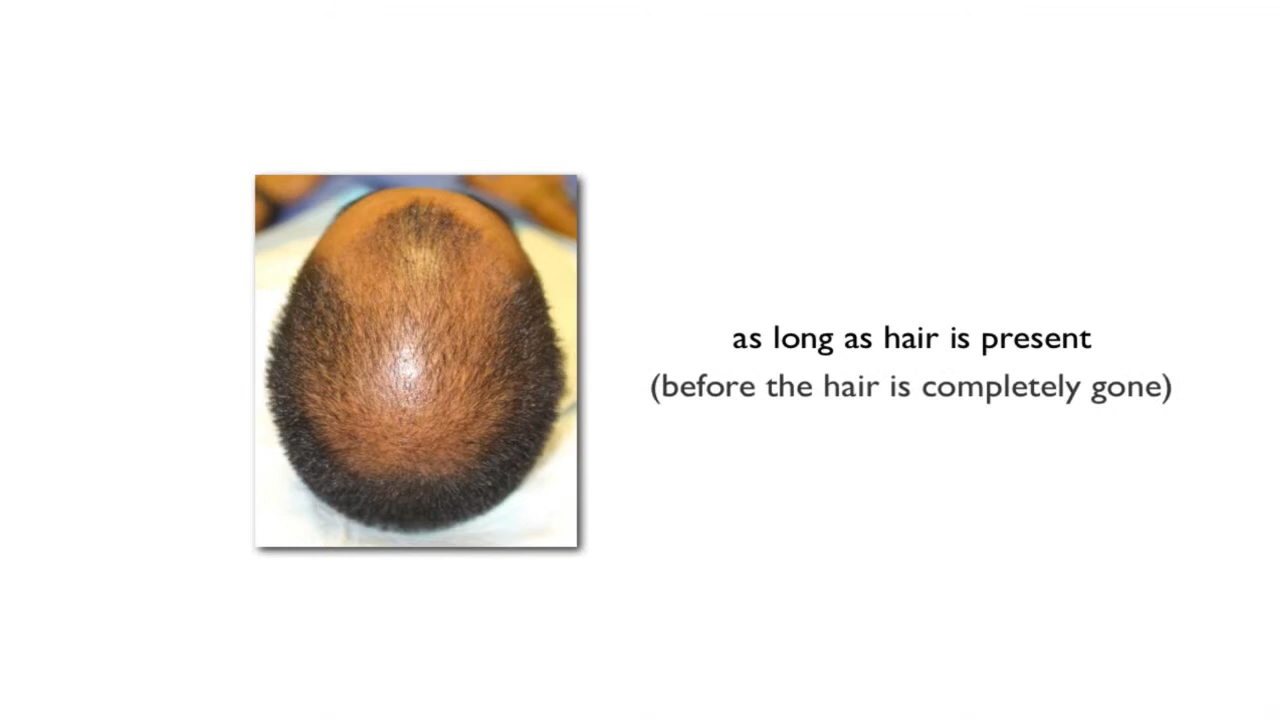 as long as hair is present
(before the hair is completely gone)